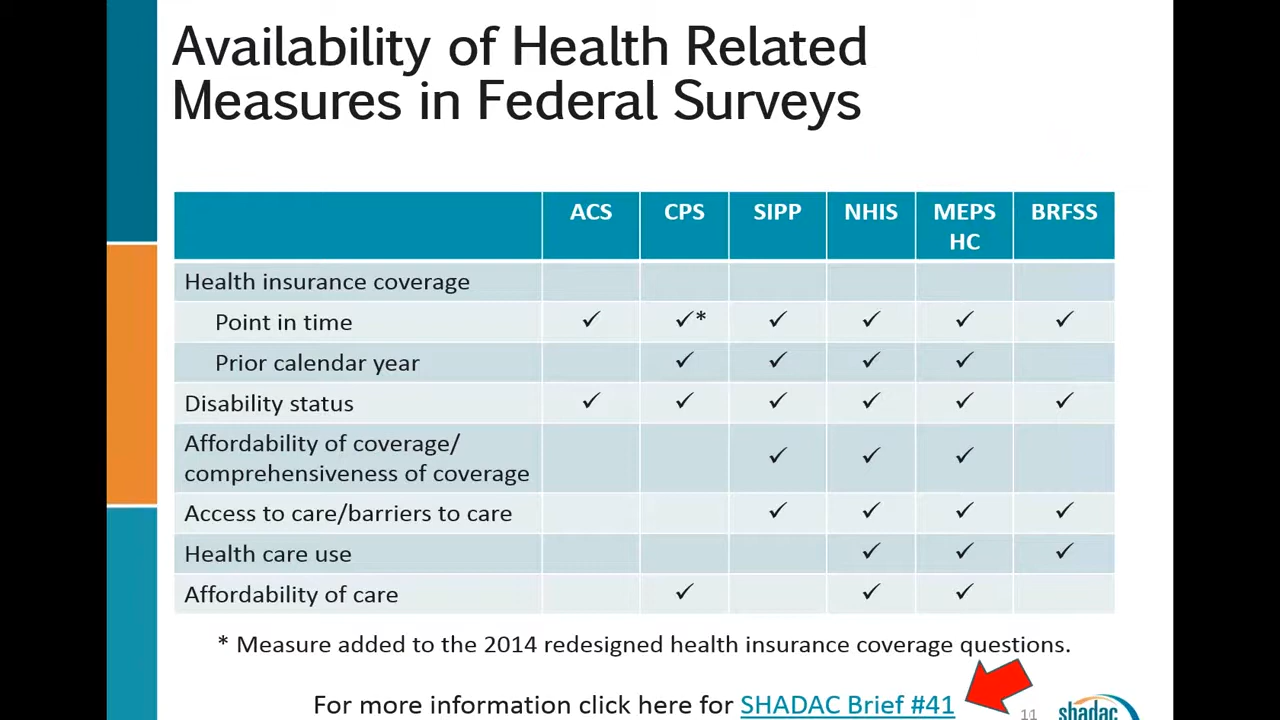 Availability of Health Related
Measures in Federal Surveys
ACS CPS SIPP NHIS MEPS HC BRFSS
Health insurance coverage
Point in time ✓ ✓* ✓ ✓ ✓ ✓
Prior calendar year ✓ ✓ ✓ ✓
Disability status ✓ ✓ ✓ ✓ ✓ ✓
Affordability of coverage/
comprehensiveness of coverage ✓ ✓ ✓
Access to care/barriers to care ✓ ✓ ✓ ✓
Health care use ✓ ✓ ✓
Affordability of care ✓ ✓ ✓
* Measure added to the 2014 redesigned health insurance coverage questions.
For more information click here for SHADAC Brief #41
11
shadac